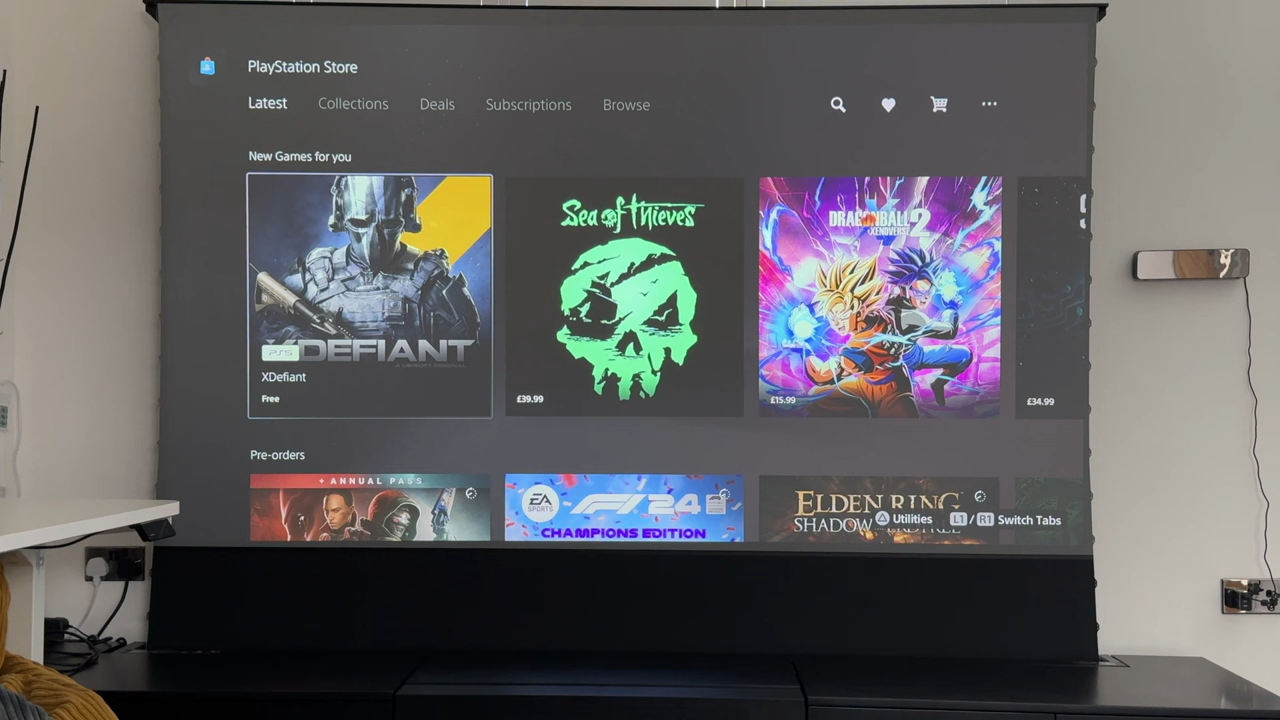 PlayStation Store
Latest Collections Deals Subscriptions Browse
New Games for you
XDEFIANT
A UBISOFT ORIGINAL
PS5
XDefiant
Free
Sea of Thieves
£39.99
DRAGONBALL
XENOVERSE 2
£15.99
£34.99
Pre-orders
+ ANNUAL PASS
EA
SPORTS
F1 24
CHAMPIONS EDITION
ELDEN RING
SHADOW
Utilities L1 / R1 Switch Tabs